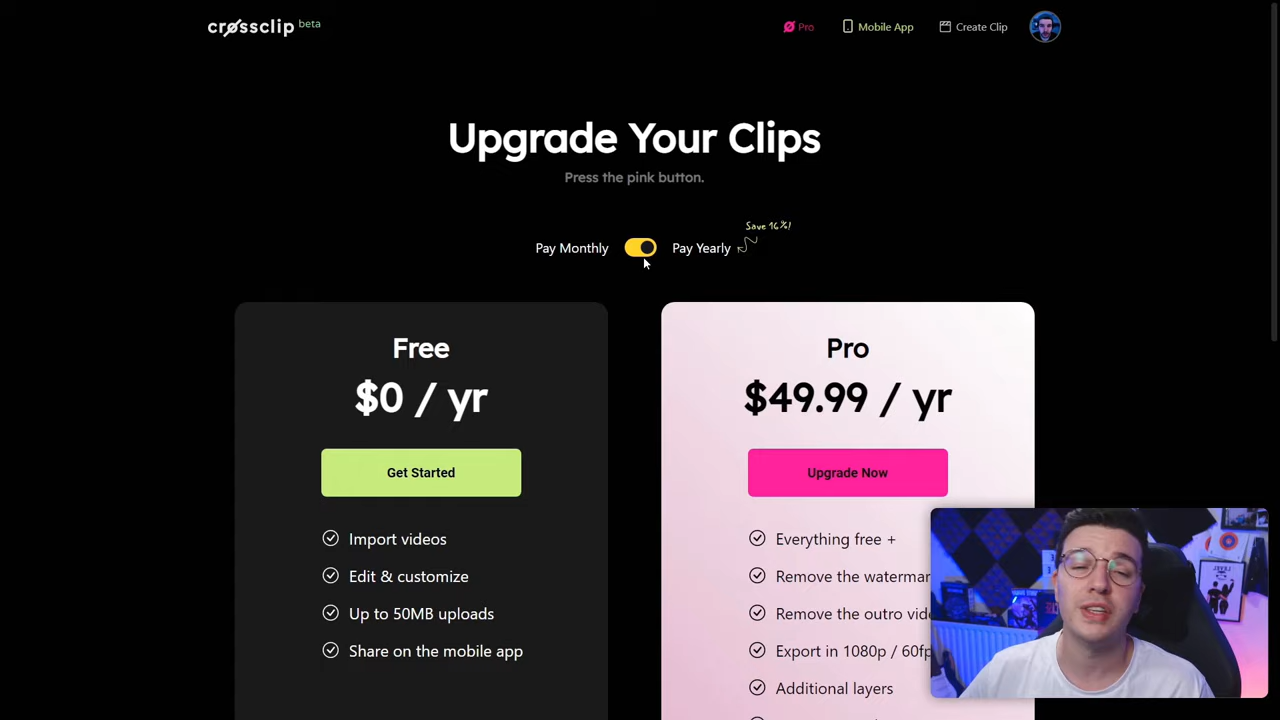 crossclip beta
Pro
Mobile App
Create Clip
Upgrade Your Clips
Press the pink button.
Save 16%!
Pay Monthly
Pay Yearly
Free
$0 / yr
Get Started
Import videos
Edit & customize
Up to 50MB uploads
Share on the mobile app
Pro
$49.99 / yr
Upgrade Now
Everything free +
Remove the watermar
Remove the outro vid
Export in 1080p / 60fp
Additional layers